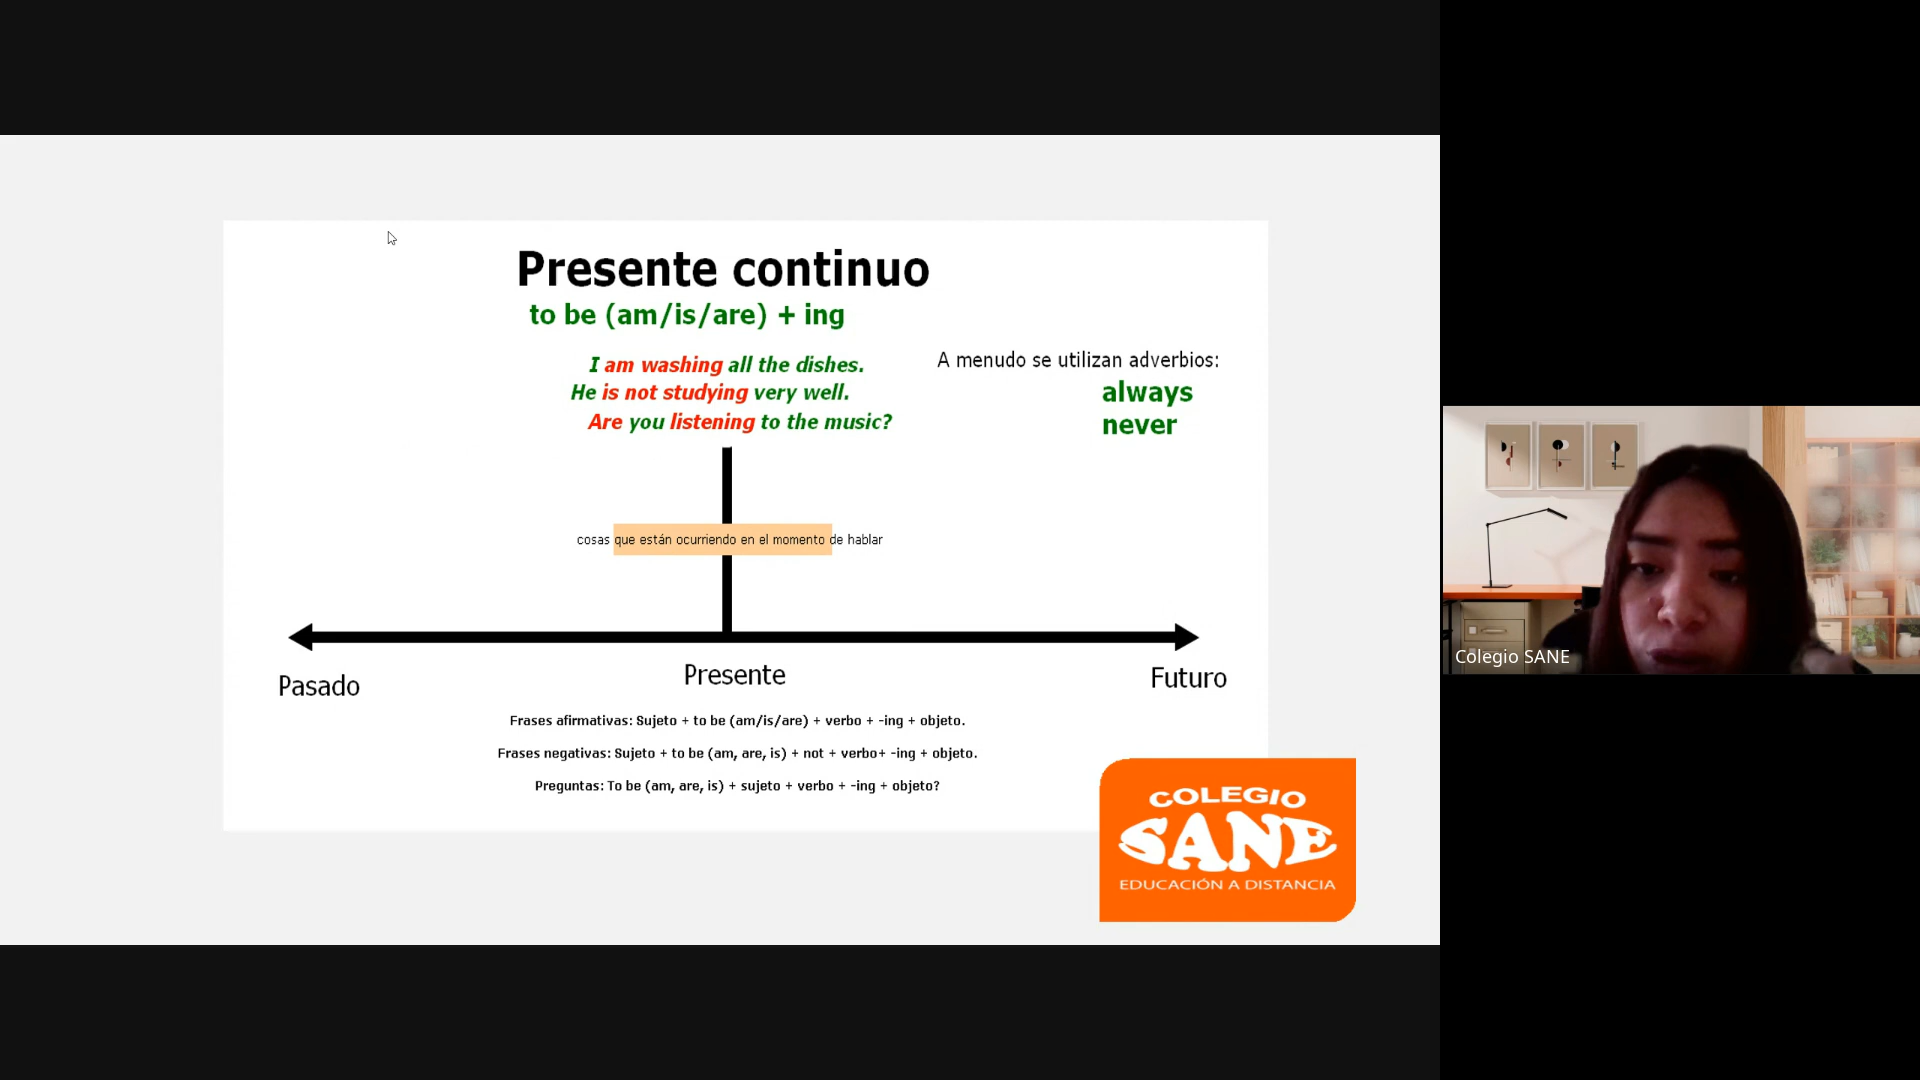 Presente continuo
to be (am/is/are) + ing
I am washing all the dishes.
He is not studying very well.
Are you listening to the music?
A menudo se utilizan adverbios:
always
never
cosas que están ocurriendo en el momento de hablar
Pasado
Presente
Futuro
Frases afirmativas: Sujeto + to be (am/is/are) + verbo + -ing + objeto.
Frases negativas: Sujeto + to be (am, are, is) + not + verbo+ -ing + objeto.
Preguntas: To be (am, are, is) + sujeto + verbo + -ing + objeto?
COLEGIO
SANE
EDUCACIÓN A DISTANCIA
Colegio SANE